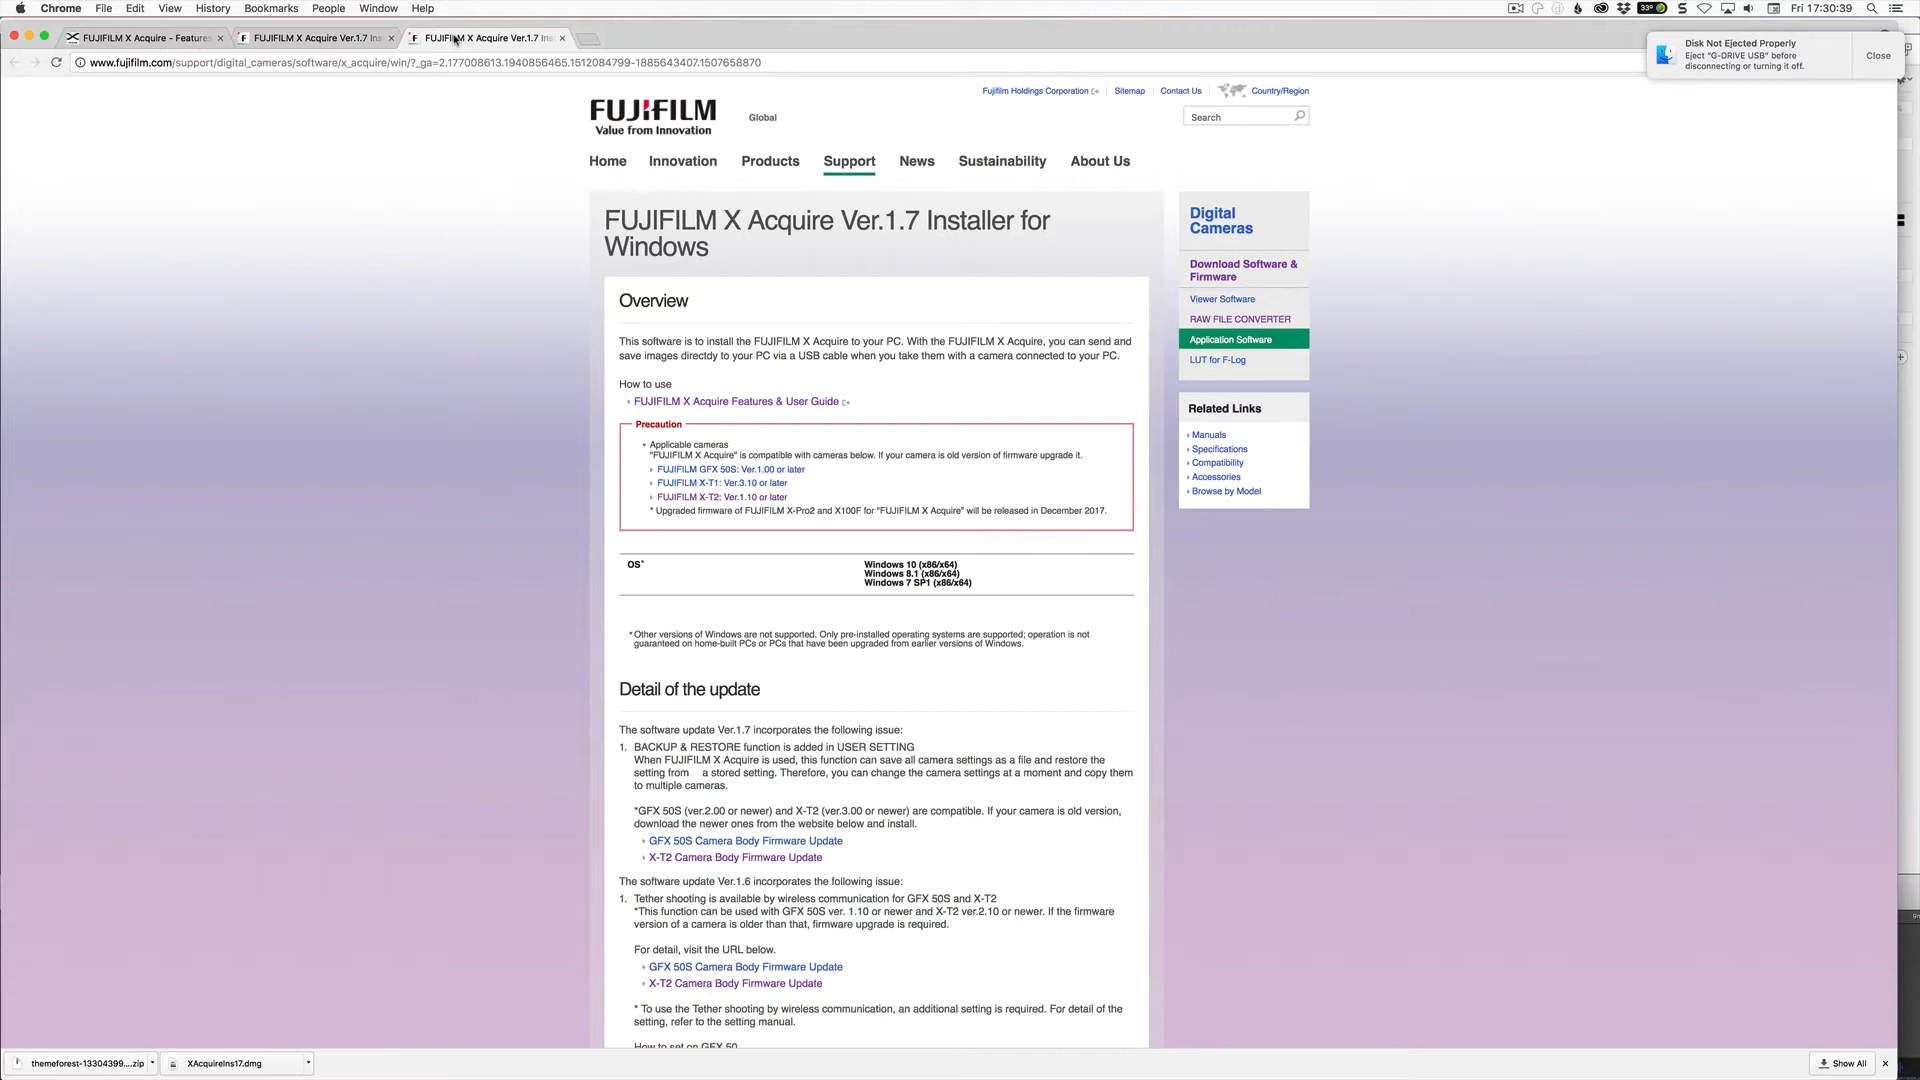 Chrome File Edit View History Bookmarks People Window Help
33° Fri 17:30:39
FUJIFILM X Acquire - Features
FUJIFILM X Acquire Ver.1.7 Ins
FUJIFILM X Acquire Ver.1.7 Ins
www.fujifilm.com/support/digital_cameras/software/x_acquire/win/?_ga=2.177008613.1940856465.1512084799-1885643407.1507658870
Disk Not Ejected Properly
Eject "G-DRIVE USB" before
disconnecting or turning it off.
Close
Fujifilm Holdings Corporation Sitemap Contact Us Country/Region
FUJIFILM
Value from Innovation
Global
Search
Home Innovation Products Support News Sustainability About Us
FUJIFILM X Acquire Ver.1.7 Installer for
Windows
Overview
This software is to install the FUJIFILM X Acquire to your PC. With the FUJIFILM X Acquire, you can send and
save images directdy to your PC via a USB cable when you take them with a camera connected to your PC.
How to use
FUJIFILM X Acquire Features & User Guide
Precaution
Applicable cameras
"FUJIFILM X Acquire" is compatible with cameras below. If your camera is old version of firmware upgrade it.
FUJIFILM GFX 50S: Ver.1.00 or later
FUJIFILM X-T1: Ver.3.10 or later
FUJIFILM X-T2: Ver.1.10 or later
* Upgraded firmware of FUJIFILM X-Pro2 and X100F for "FUJIFILM X Acquire" will be released in December 2017.
OS* Windows 10 (x86/x64)
Windows 8.1 (x86/x64)
Windows 7 SP1 (x86/x64)
*Other versions of Windows are not supported. Only pre-installed operating systems are supported; operation is not
guaranteed on home-built PCs or PCs that have been upgraded from earlier versions of Windows.
Detail of the update
The software update Ver.1.7 incorporates the following issue:
1. BACKUP & RESTORE function is added in USER SETTING
When FUJIFILM X Acquire is used, this function can save all camera settings as a file and restore the
setting from a stored setting. Therefore, you can change the camera settings at a moment and copy them
to multiple cameras.
*GFX 50S (ver.2.00 or newer) and X-T2 (ver.3.00 or newer) are compatible. If your camera is old version,
download the newer ones from the website below and install.
GFX 50S Camera Body Firmware Update
X-T2 Camera Body Firmware Update
The software update Ver.1.6 incorporates the following issue:
1. Tether shooting is available by wireless communication for GFX 50S and X-T2
*This function can be used with GFX 50S ver. 1.10 or newer and X-T2 ver.2.10 or newer. If the firmware
version of a camera is older than that, firmware upgrade is required.
For detail, visit the URL below.
GFX 50S Camera Body Firmware Update
X-T2 Camera Body Firmware Update
* To use the Tether shooting by wireless communication, an additional setting is required. For detail of the
setting, refer to the setting manual.
How to set on GFX 50
Digital
Cameras
Download Software &
Firmware
Viewer Software
RAW FILE CONVERTER
Application Software
LUT for F-Log
Related Links
Manuals
Specifications
Compatibility
Accessories
Browse by Model
themeforest-13304399....zip
XAcquireIns17.dmg
Show All